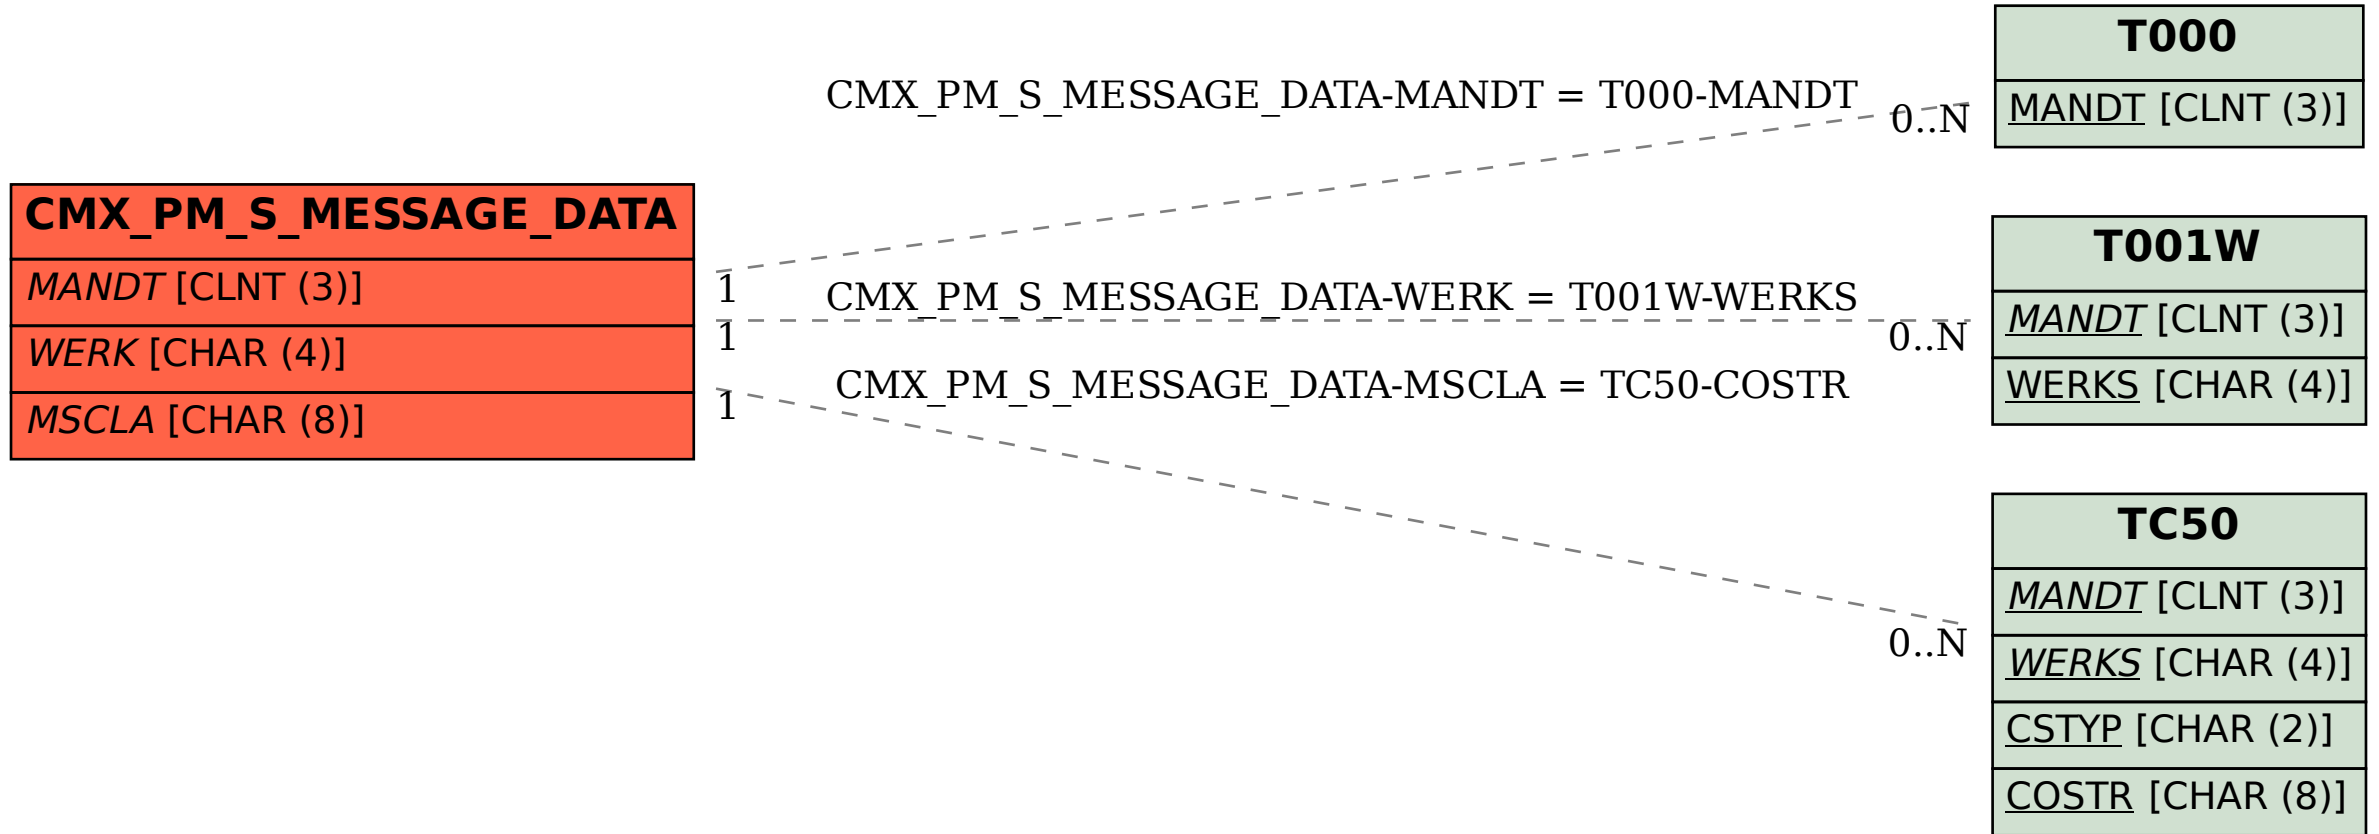 CMX_PM_S_MESSAGE_DATA
MANDT [CLNT (3)]
WERK [CHAR (4)]
MSCLA [CHAR (8)]
CMX_PM_S_MESSAGE_DATA-MANDT = T000-MANDT
1
0..N
CMX_PM_S_MESSAGE_DATA-WERK = T001W-WERKS
1
0..N
CMX_PM_S_MESSAGE_DATA-MSCLA = TC50-COSTR
1
0..N
T000
MANDT [CLNT (3)]
T001W
MANDT [CLNT (3)]
WERKS [CHAR (4)]
TC50
MANDT [CLNT (3)]
WERKS [CHAR (4)]
CSTYP [CHAR (2)]
COSTR [CHAR (8)]